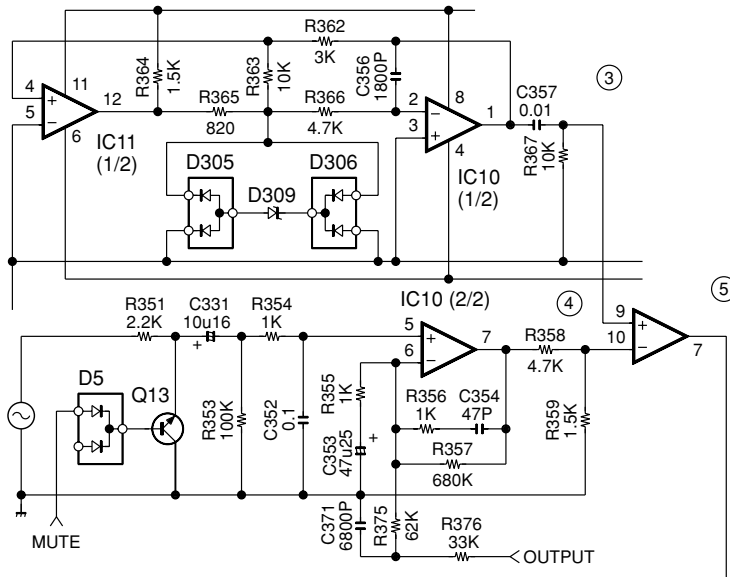 R362
3K
R364
1.5K
R363
10K
C356
1800P
4
11
5
12
6
R365
820
R366
4.7K
2
8
3
1
4
C357
0.01
3
R367
10K
IC11
(1/2)
IC10
(1/2)
D305
D309
D306
IC10 (2/2)
4
5
R351
2.2K
C331
10u16
+
R354
1K
5
6
7
R358
4.7K
9
10
7
D5
Q13
R353
100K
C352
0.1
R355
1K
C353
47u25
+
R356
1K
C354
47P
R357
680K
R359
1.5K
C371
6800P
R375
62K
R376
33K
MUTE
OUTPUT